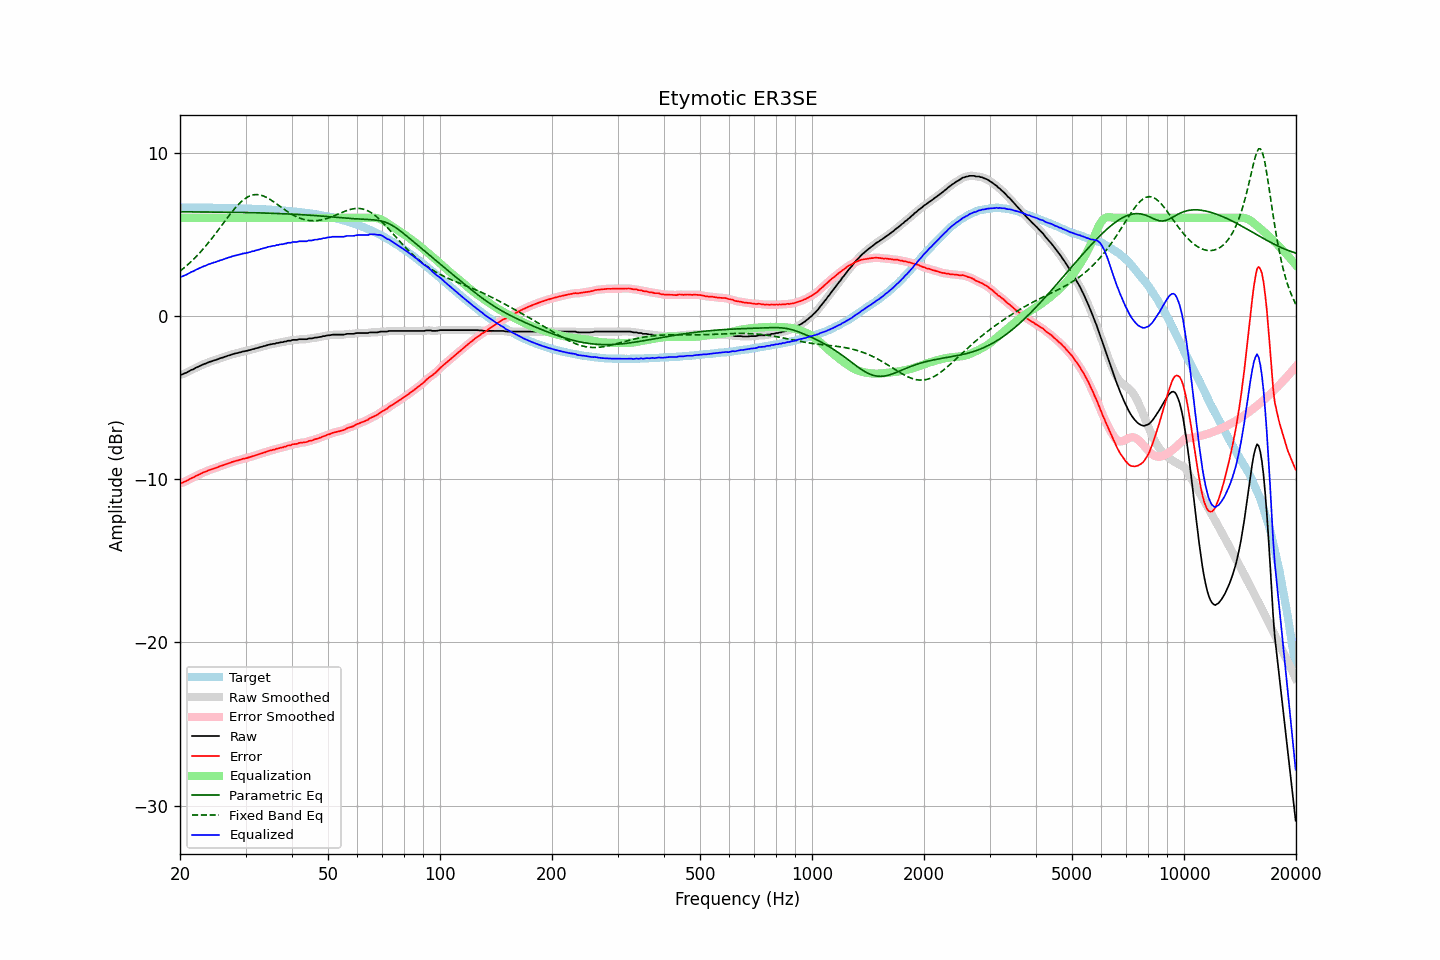 Etymotic ER3SE
Amplitude (dBr)
10
0
−10
−20
−30
Target
Raw Smoothed
Error Smoothed
Raw
Error
Equalization
Parametric Eq
Fixed Band Eq
Equalized
20 50 100 200 500 1000 2000 5000 10000 20000
Frequency (Hz)